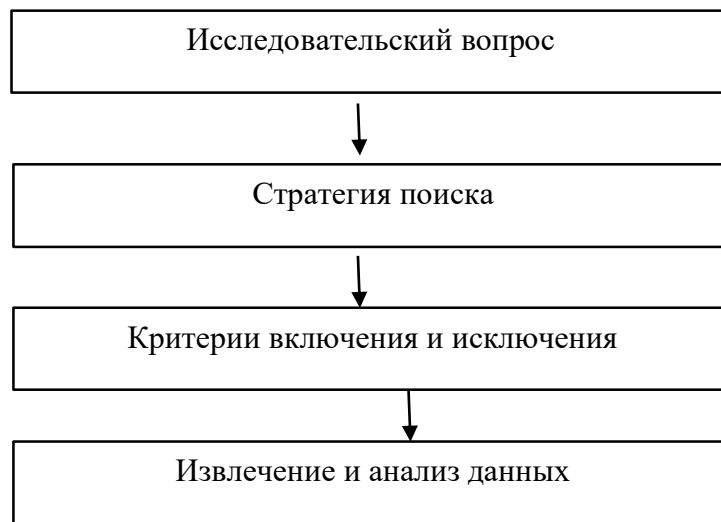 Исследовательский вопрос
Стратегия поиска
Критерии включения и исключения
Извлечение и анализ данных